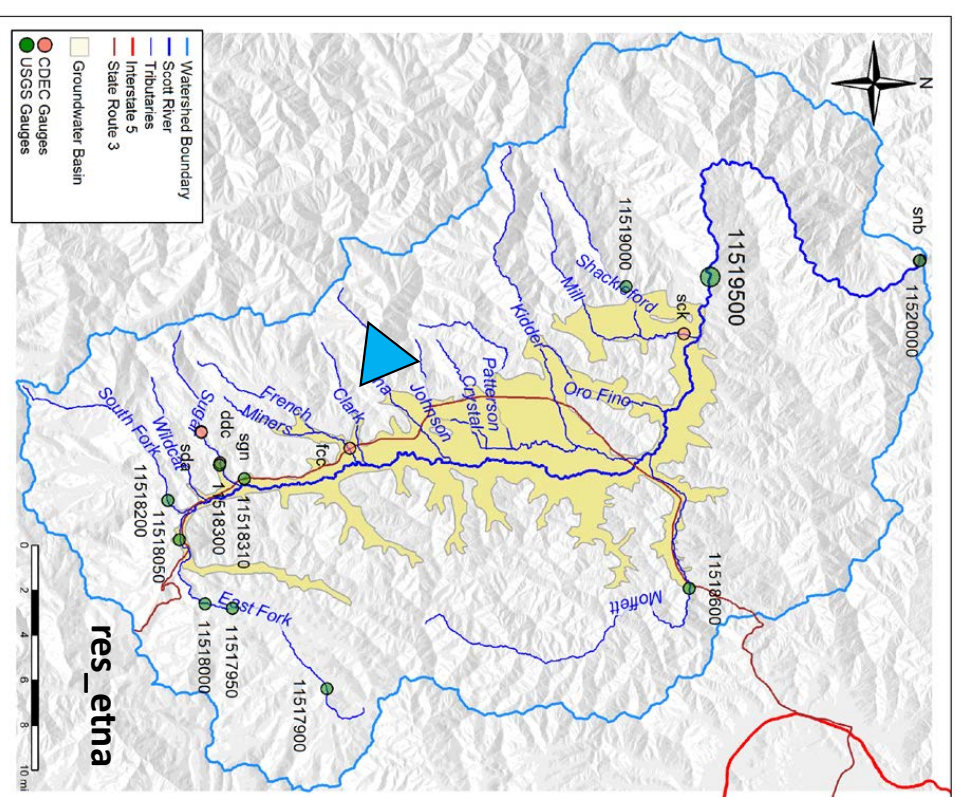 N
snb
11520000
11519500
11519000
sck
Shackleford
Mill
Kidder
Oro Fino
Patterson
Crystal
Johnson
na
Clark
French
Miners
fcc
Sugar
ddc
sgn
sda
Wildcat
South Fork
11518310
11518300
11518200
11518050
11518600
Moffett
East Fork
11518000
11517950
11517900
Watershed Boundary
Scott River
Tributaries
Interstate 5
State Route 3
Groundwater Basin
CDEC Gauges
USGS Gauges
0 2 4 6 8 10 mi
res_etna